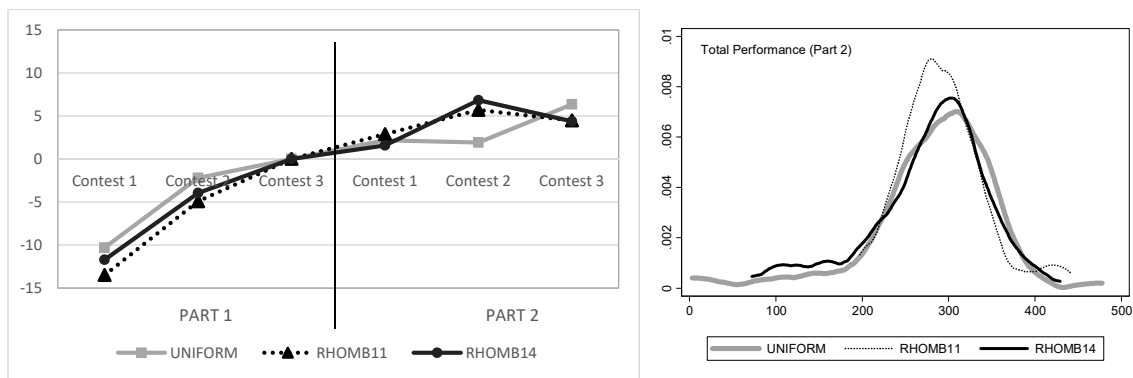 15
10
5
0
-5
-10
-15
Contest 1 Contest 2 Contest 3 Contest 1 Contest 2 Contest 3
PART 1 PART 2
UNIFORM RHOMB11 RHOMB14
Total Performance (Part 2)
.01
.008
.006
.004
.002
0
0 100 200 300 400 500
UNIFORM RHOMB11 RHOMB14